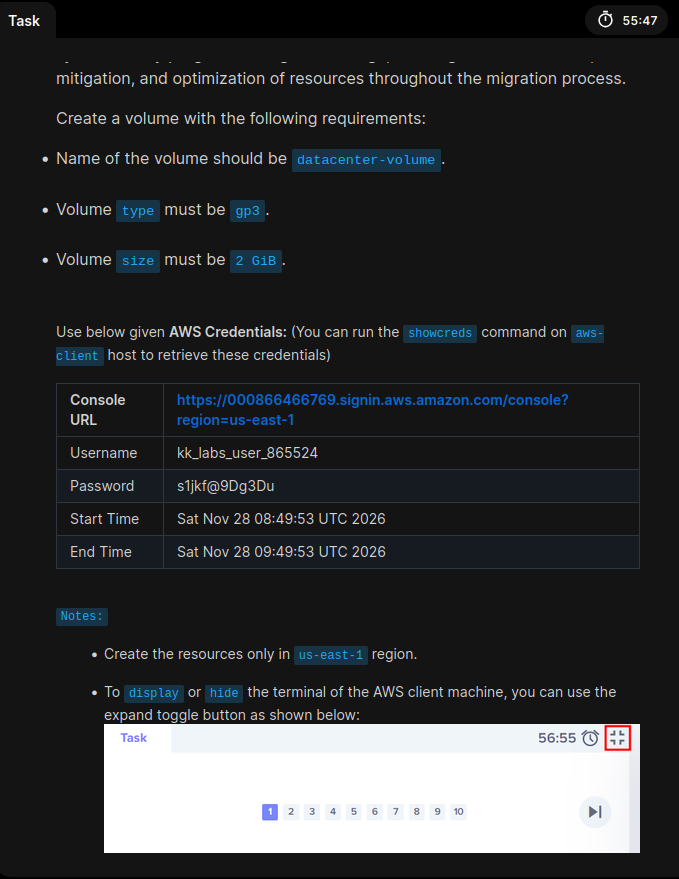 Task
55:47
mitigation, and optimization of resources throughout the migration process.
Create a volume with the following requirements:
• Name of the volume should be datacenter-volume.
• Volume type must be gp3.
• Volume size must be 2 GiB.
Use below given AWS Credentials: (You can run the showcreds command on aws-
client host to retrieve these credentials)
Console URL
https://000866466769.signin.aws.amazon.com/console?
region=us-east-1
Username kk_labs_user_865524
Password s1jkf@9Dg3Du
Start Time Sat Nov 28 08:49:53 UTC 2026
End Time Sat Nov 28 09:49:53 UTC 2026
Notes:
• Create the resources only in us-east-1 region.
• To display or hide the terminal of the AWS client machine, you can use the
expand toggle button as shown below:
Task
56:55
1 2 3 4 5 6 7 8 9 10